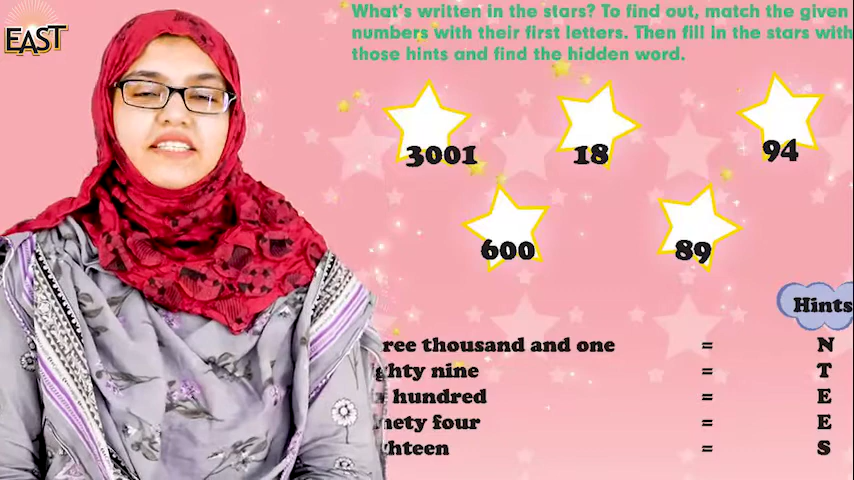 EAST
What's written in the stars? To find out, match the given
numbers with their first letters. Then fill in the stars with
those hints and find the hidden word.
3001 18 94
600 89
Hints
ree thousand and one = N
ghty nine = T
hundred = E
nety four = E
hteen = S